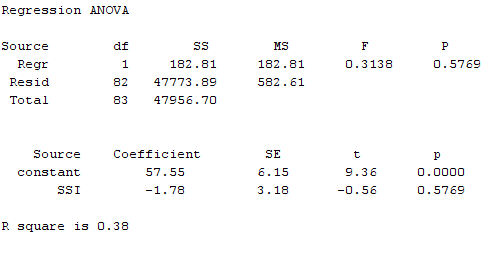 Regression ANOVA
Source df SS MS F P
Regr 1 182.81 182.81 0.3138 0.5769
Resid 82 47773.89 582.61
Total 83 47956.70
Source Coefficient SE t p
constant 57.55 6.15 9.36 0.0000
SSI -1.78 3.18 -0.56 0.5769
R square is 0.38